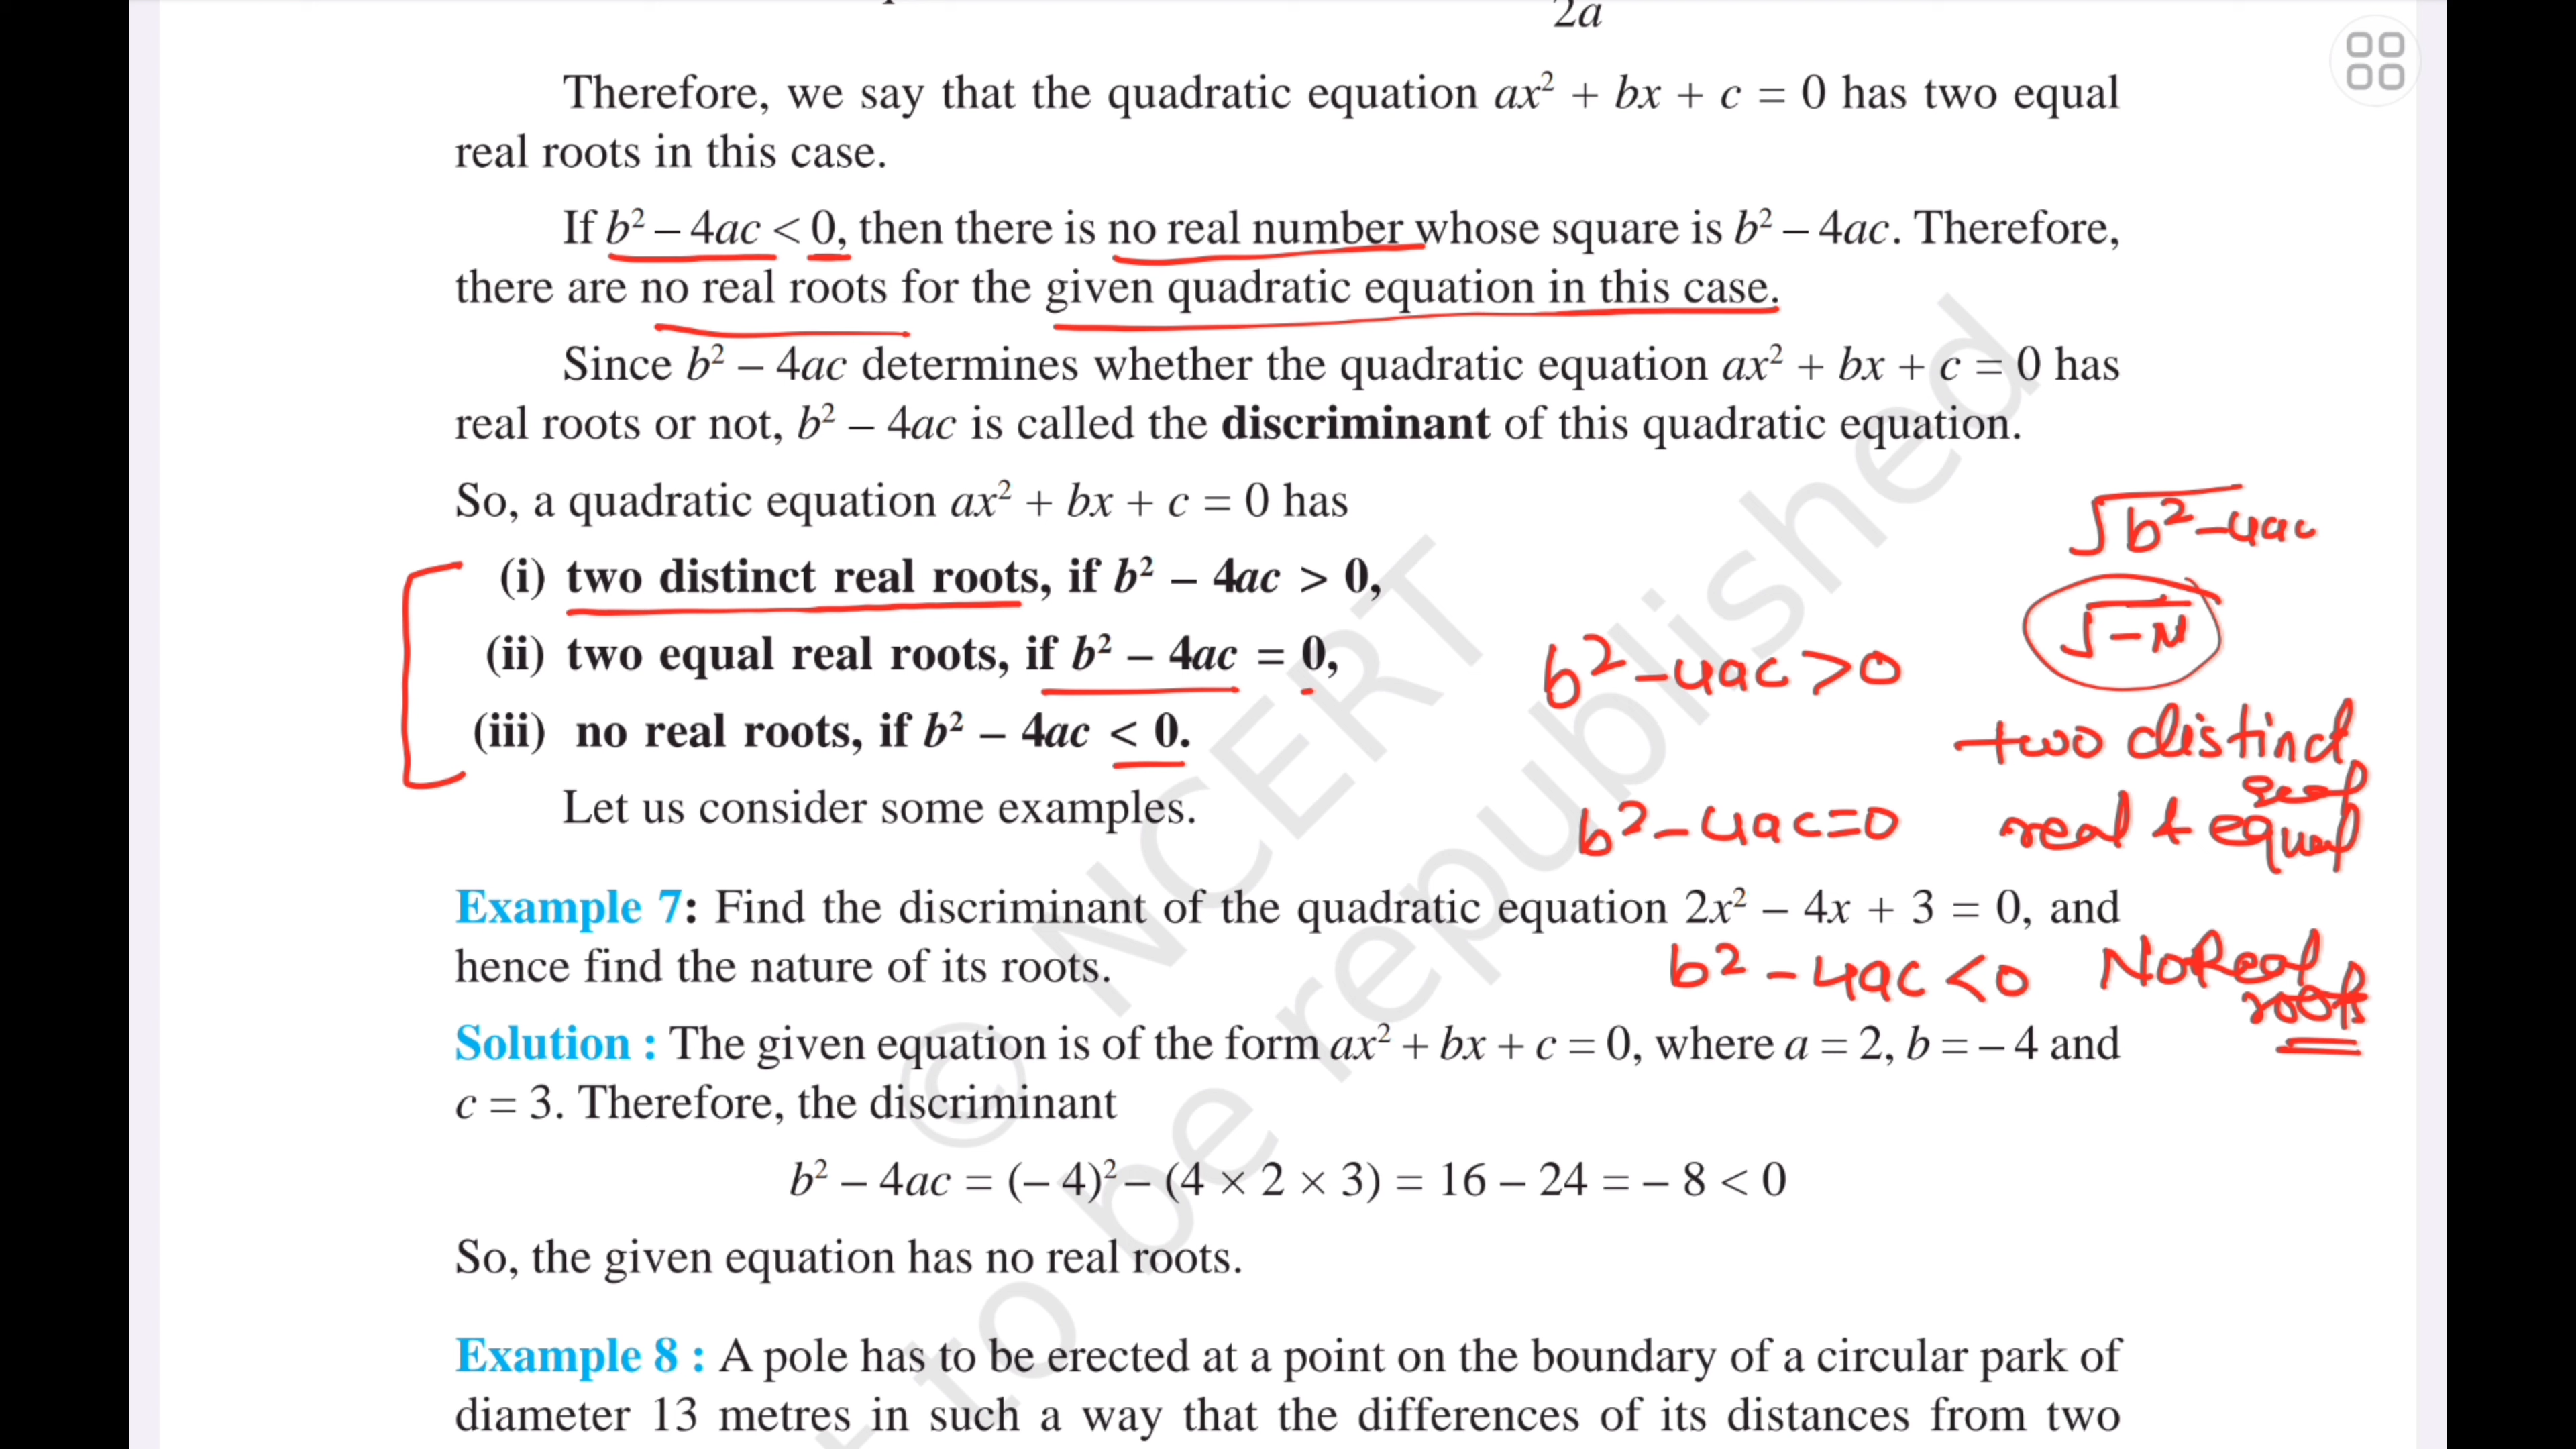 2a
Therefore, we say that the quadratic equation ax² + bx + c = 0 has two equal
real roots in this case.
If b² – 4ac < 0, then there is no real number whose square is b² – 4ac. Therefore,
there are no real roots for the given quadratic equation in this case.
Since b² – 4ac determines whether the quadratic equation ax² + bx + c = 0 has
real roots or not, b² – 4ac is called the discriminant of this quadratic equation.
So, a quadratic equation ax² + bx + c = 0 has
(i) two distinct real roots, if b² – 4ac > 0,
(ii) two equal real roots, if b² – 4ac = 0,
(iii) no real roots, if b² – 4ac < 0.
Let us consider some examples.
Example 7: Find the discriminant of the quadratic equation 2x² – 4x + 3 = 0, and
hence find the nature of its roots.
Solution : The given equation is of the form ax² + bx + c = 0, where a = 2, b = – 4 and
c = 3. Therefore, the discriminant
b² – 4ac = (– 4)² – (4 × 2 × 3) = 16 – 24 = – 8 < 0
So, the given equation has no real roots.
Example 8 : A pole has to be erected at a point on the boundary of a circular park of
diameter 13 metres in such a way that the differences of its distances from two
√b²-4ac
√-N
b²-4ac>0
two distinct
real
b²-4ac=0
real & equal
b²-4ac<0
No Real
roots
© NCERT
to be republished